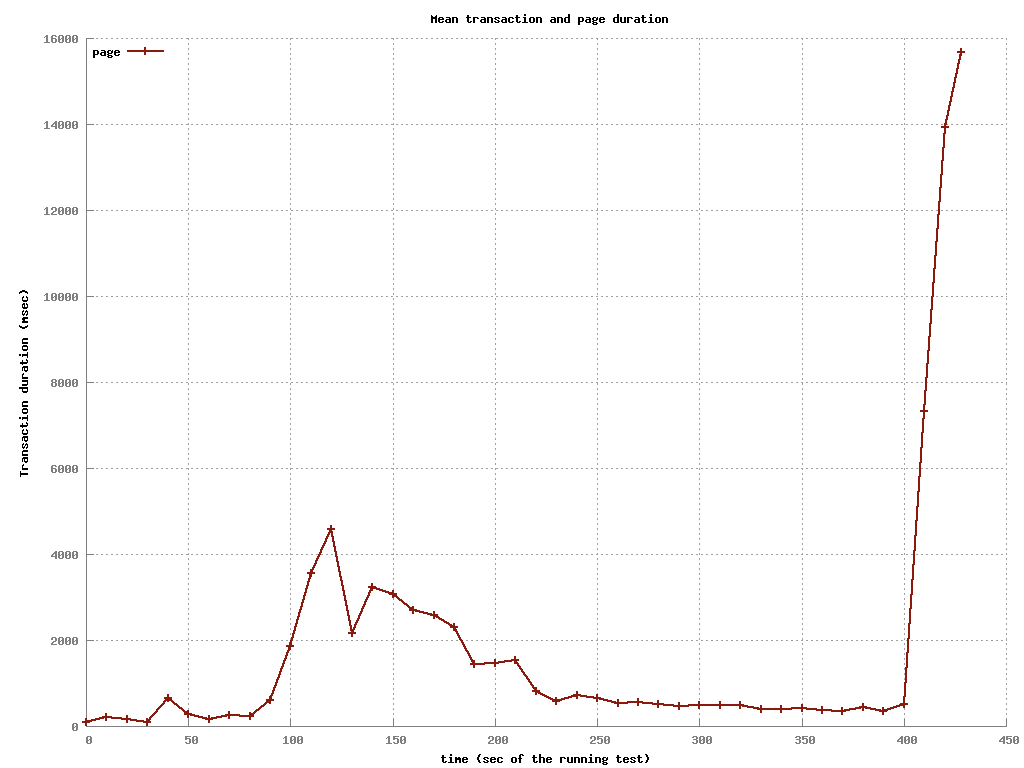 Mean transaction and page duration
page
16000
14000
12000
10000
8000
6000
4000
2000
0
Transaction duration (msec)
0 50 100 150 200 250 300 350 400 450
time (sec of the running test)